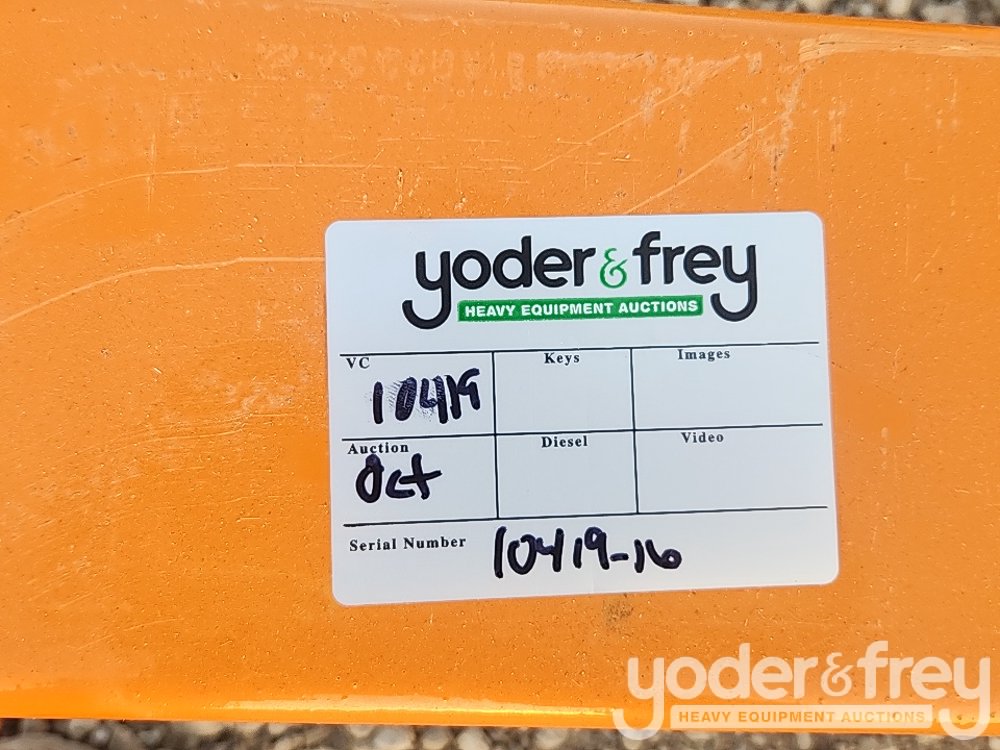 yoder & frey
HEAVY EQUIPMENT AUCTIONS
VC Keys Images
10419
Auction Diesel Video
Oct
Serial Number 10419-16
yoder & frey
HEAVY EQUIPMENT AUCTIONS